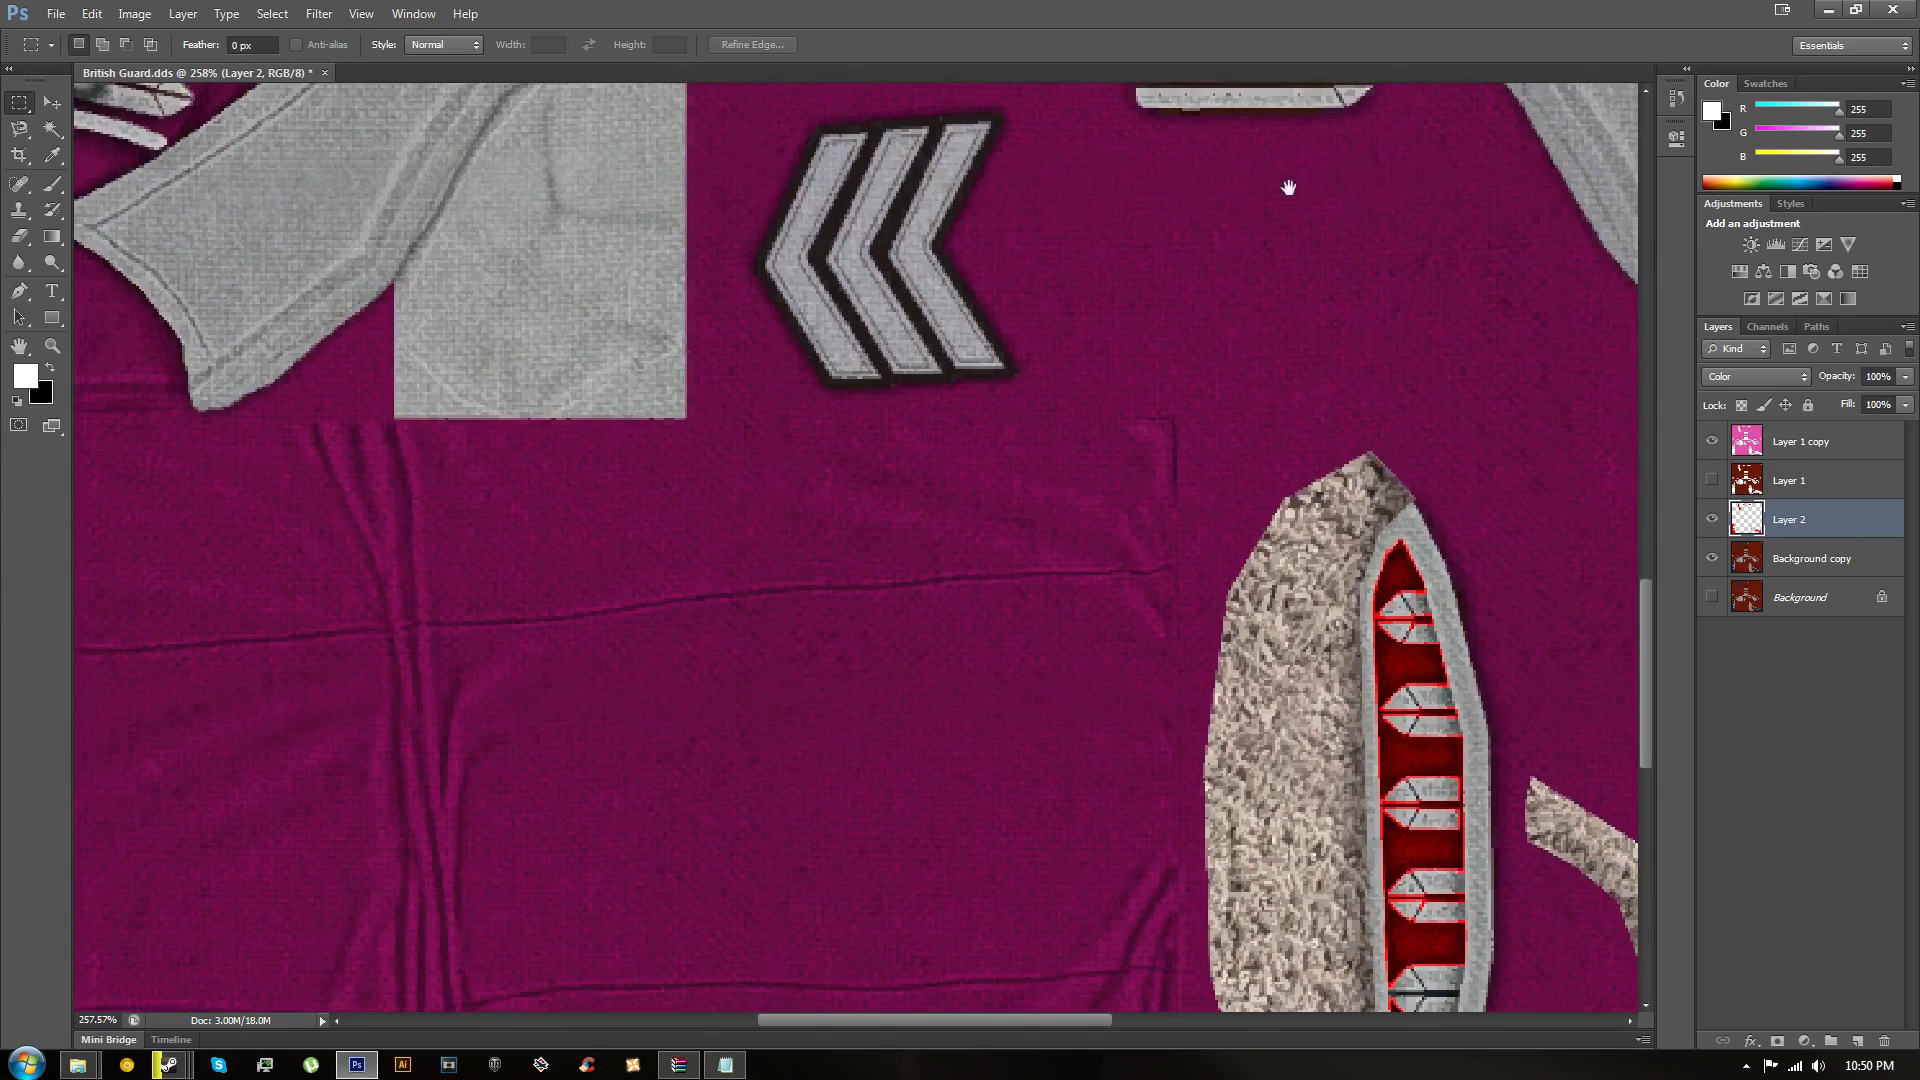 Ps File Edit Image Layer Type Select Filter View Window Help
Feather: 0 px Anti-alias Style: Normal Width: Height: Refine Edge... Essentials
British Guard.dds @ 258% (Layer 2, RGB/8) * ×
Color Swatches
R 255
G 255
B 255
Adjustments Styles
Add an adjustment
Layers Channels Paths
Kind
Color Opacity: 100%
Lock: Fill: 100%
Layer 1 copy
Layer 1
Layer 2
Background copy
Background
257.57% Doc: 3.00M/18.0M
Mini Bridge Timeline
Ps Ai 10:50 PM